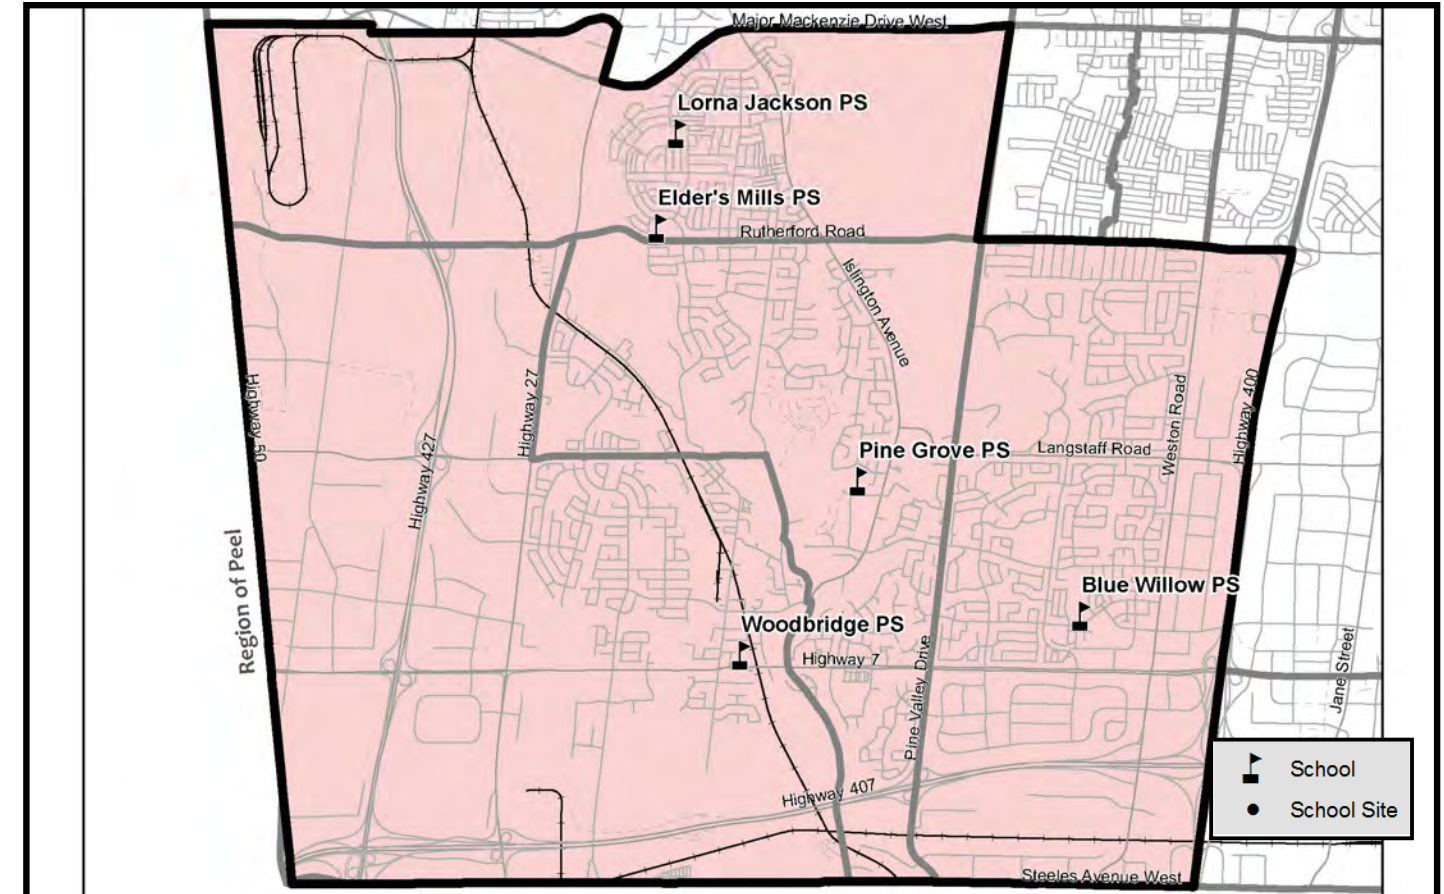 Major Mackenzie Drive West
Lorna Jackson PS
Elder's Mills PS
Rutherford Road
Islington Avenue
Highway 27
Highway 50
Highway 427
Highway 400
Weston Road
Pine Grove PS
Langstaff Road
Region of Peel
Blue Willow PS
Woodbridge PS
Highway 7
Pine Valley Drive
Jane Street
Highway 407
School
School Site
Steeles Avenue West